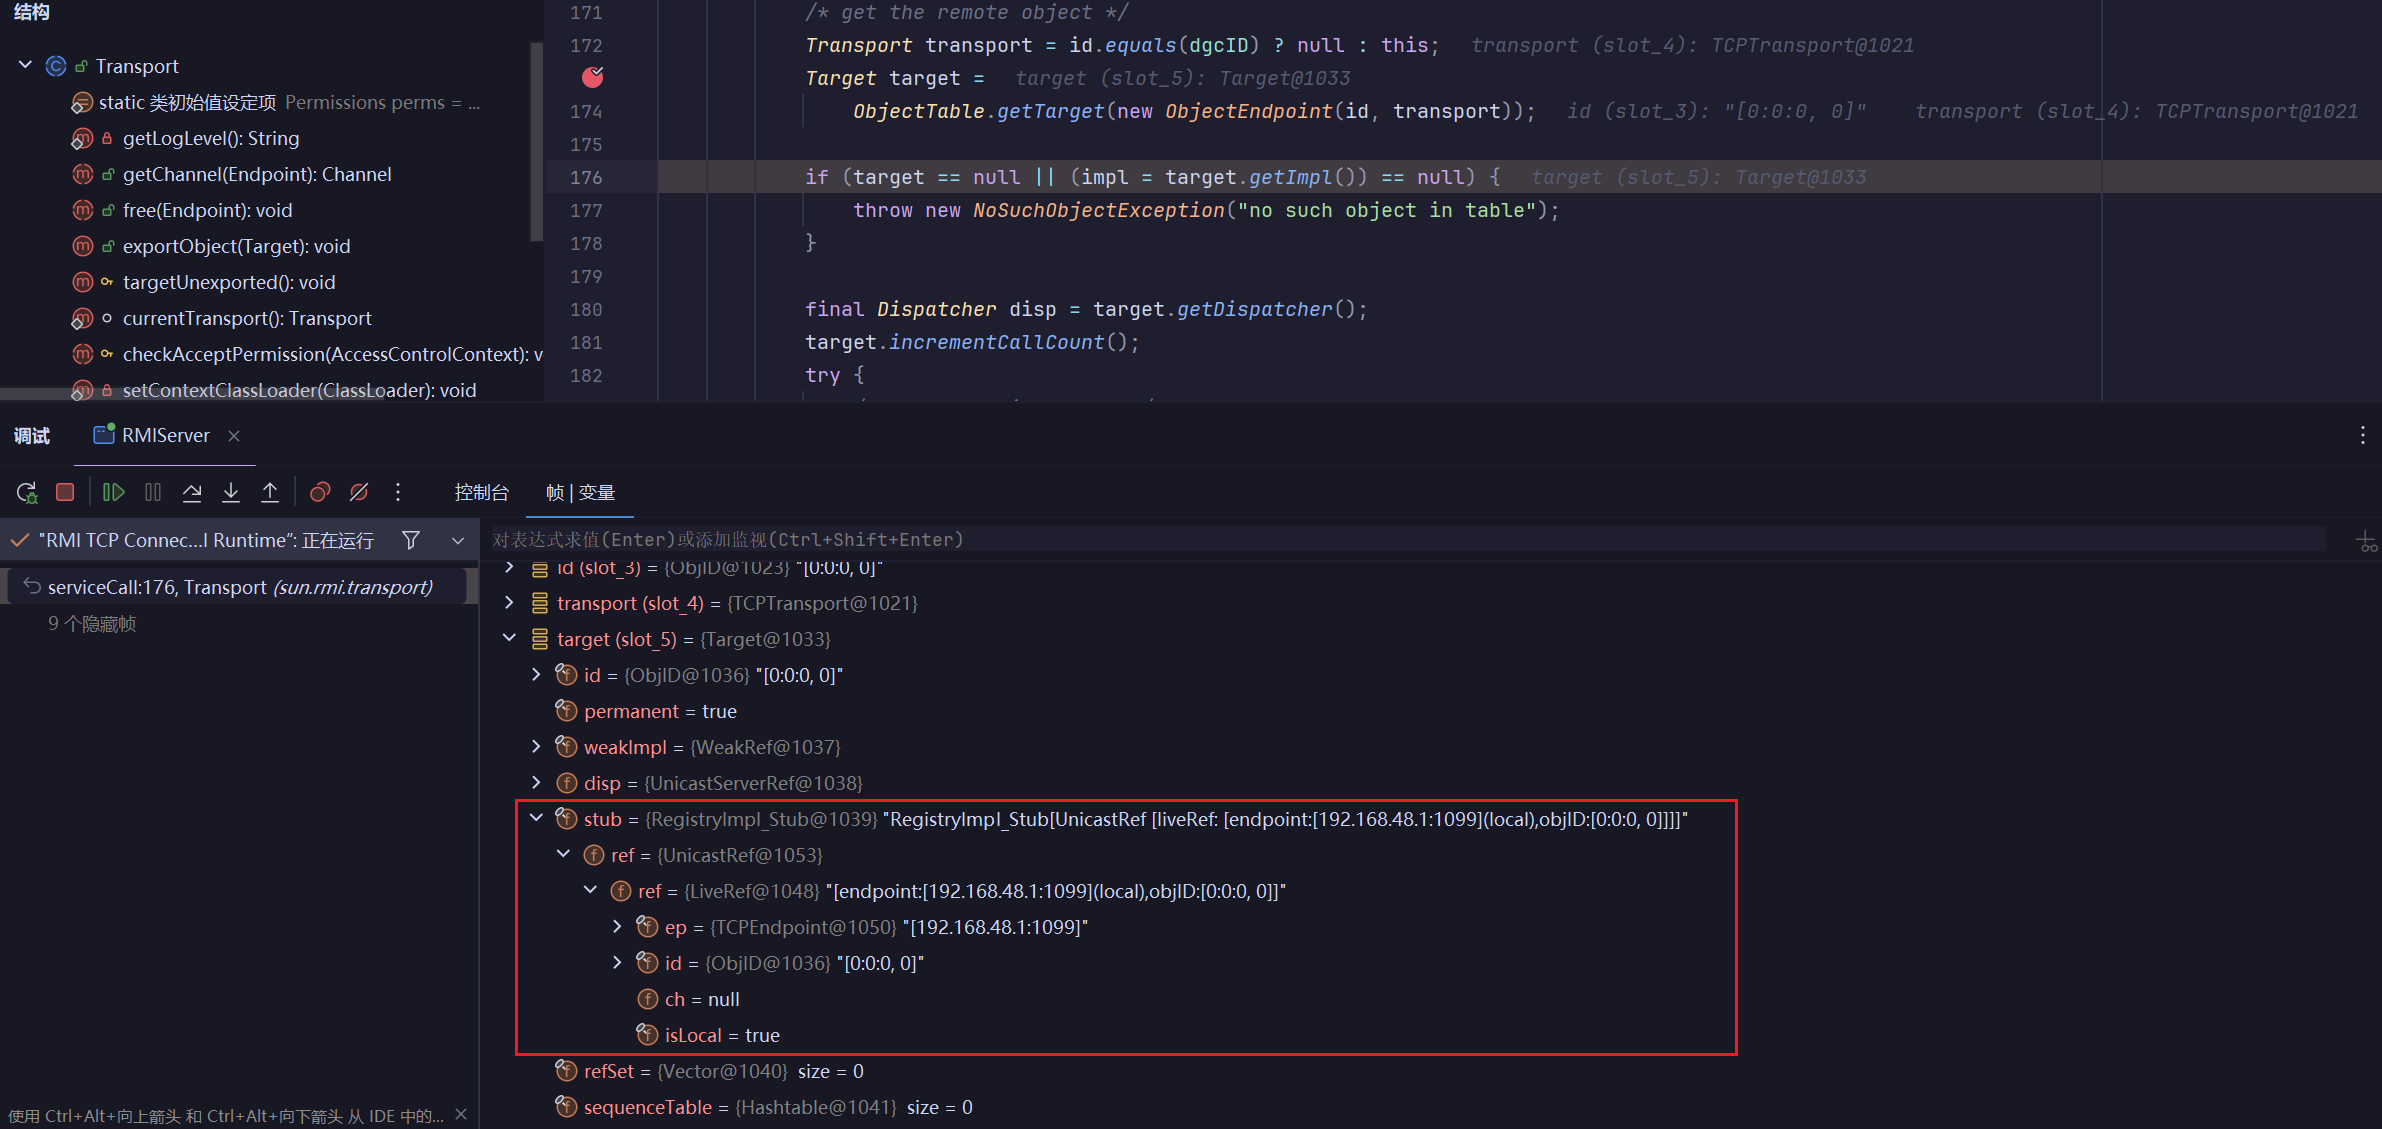 结构
Transport
static 类初始值设定项 Permissions perms = ...
getLogLevel(): String
getChannel(Endpoint): Channel
free(Endpoint): void
exportObject(Target): void
targetUnexported(): void
currentTransport(): Transport
checkAcceptPermission(AccessControlContext): v
setContextClassLoader(ClassLoader): void
171 /* get the remote object */
172 Transport transport = id.equals(dgcID) ? null : this; transport (slot_4): TCPTransport@1021
Target target = target (slot_5): Target@1033
174 ObjectTable.getTarget(new ObjectEndpoint(id, transport)); id (slot_3): "[0:0:0, 0]" transport (slot_4): TCPTransport@1021
175
176 if (target == null || (impl = target.getImpl()) == null) { target (slot_5): Target@1033
177 throw new NoSuchObjectException("no such object in table");
178 }
179
180 final Dispatcher disp = target.getDispatcher();
181 target.incrementCallCount();
182 try {
调试 RMIServer
控制台 帧 | 变量
"RMI TCP Connec...I Runtime": 正在运行
serviceCall:176, Transport (sun.rmi.transport)
9 个隐藏帧
对表达式求值(Enter)或添加监视(Ctrl+Shift+Enter)
id (slot_3) = {ObjID@1023} "[0:0:0, 0]"
transport (slot_4) = {TCPTransport@1021}
target (slot_5) = {Target@1033}
id = {ObjID@1036} "[0:0:0, 0]"
permanent = true
weakImpl = {WeakRef@1037}
disp = {UnicastServerRef@1038}
stub = {RegistryImpl_Stub@1039} "RegistryImpl_Stub[UnicastRef [liveRef: [endpoint:[192.168.48.1:1099](local),objID:[0:0:0, 0]]]]"
ref = {UnicastRef@1053}
ref = {LiveRef@1048} "[endpoint:[192.168.48.1:1099](local),objID:[0:0:0, 0]]"
ep = {TCPEndpoint@1050} "[192.168.48.1:1099]"
id = {ObjID@1036} "[0:0:0, 0]"
ch = null
isLocal = true
refSet = {Vector@1040} size = 0
sequenceTable = {Hashtable@1041} size = 0
使用 Ctrl+Alt+向上箭头 和 Ctrl+Alt+向下箭头 从 IDE 中的...